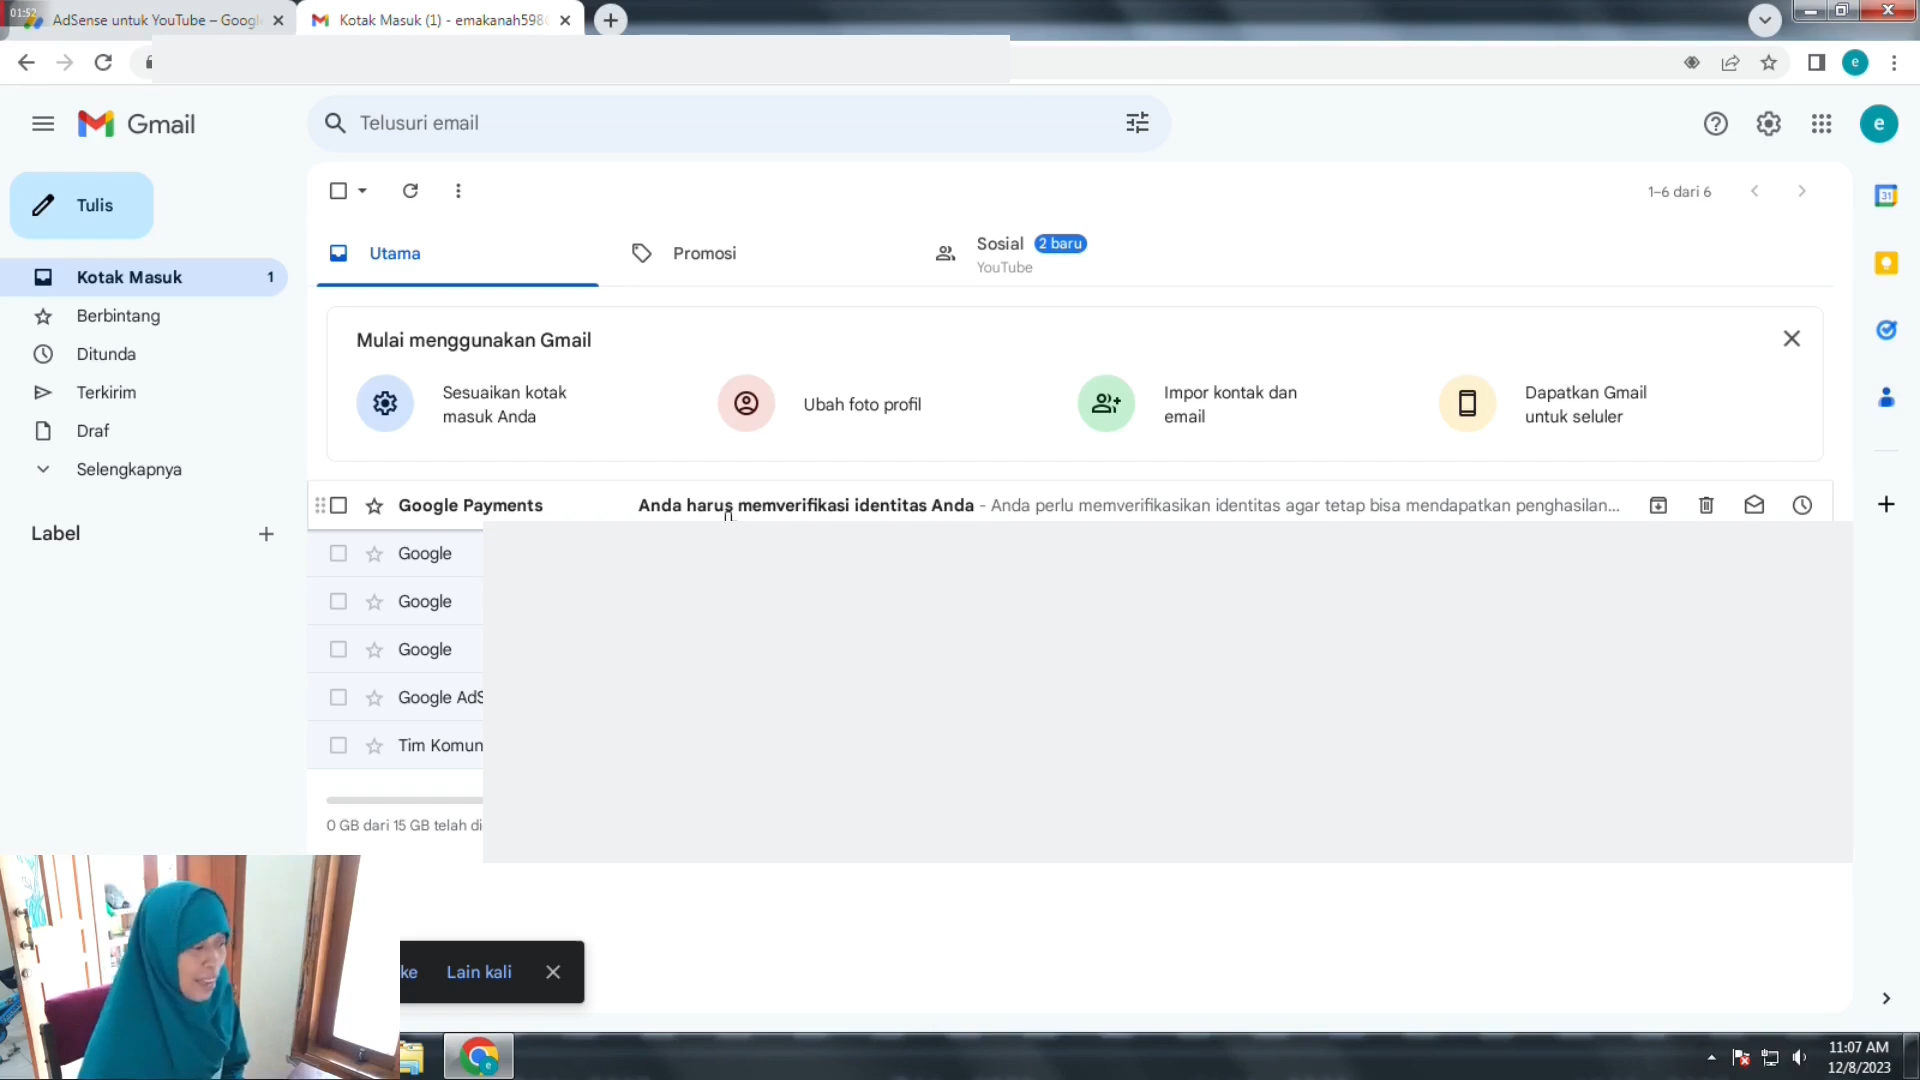 01:52
AdSense untuk YouTube – Googl
Kotak Masuk (1) - emakanah598
e
Gmail
Telusuri email
e
Tulis
1–6 dari 6
31
Utama
Promosi
Sosial 2 baru
YouTube
Kotak Masuk 1
Berbintang
Ditunda
Terkirim
Draf
Selengkapnya
Label
Mulai menggunakan Gmail
Sesuaikan kotak
masuk Anda
Ubah foto profil
Impor kontak dan
email
Dapatkan Gmail
untuk seluler
Google Payments Anda harus memverifikasi identitas Anda - Anda perlu memverifikasikan identitas agar tetap bisa mendapatkan penghasilan...
Google
Google
Google
Google AdS
Tim Komun
0 GB dari 15 GB telah di
ke Lain kali
11:07 AM
12/8/2023